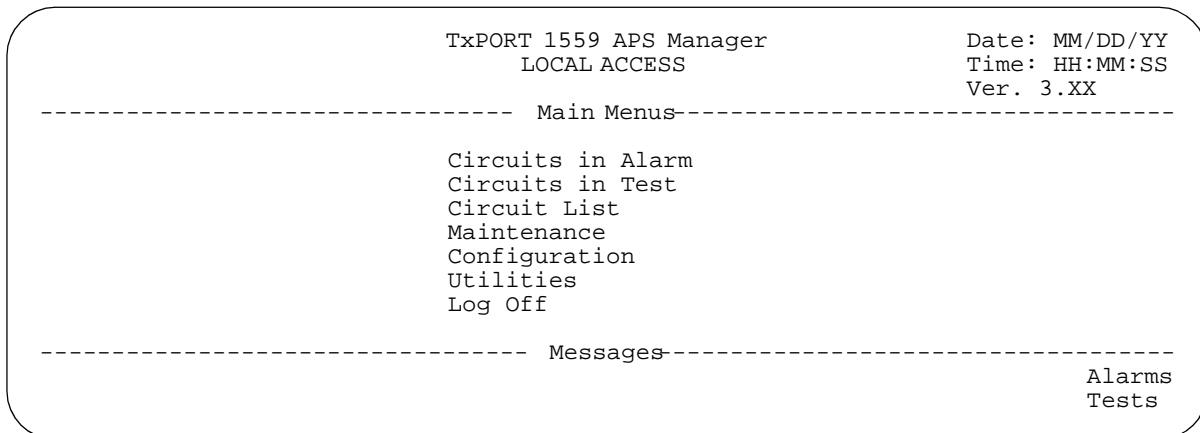 TxPORT 1559 APS Manager Date: MM/DD/YY
LOCAL ACCESS Time: HH:MM:SS
Ver. 3.XX
--------------------------------- Main Menus-----------------------------------
Circuits in Alarm
Circuits in Test
Circuit List
Maintenance
Configuration
Utilities
Log Off
---------------------------------- Messages------------------------------------
Alarms
Tests